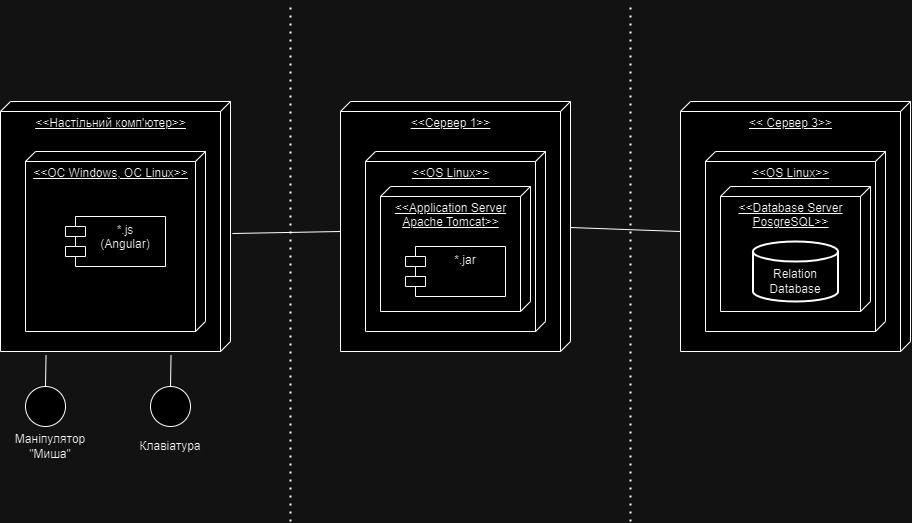 <<Настільний комп'ютер>>
<<ОС Windows, ОС Linux>>
*.js
(Angular)
Маніпулятор
"Миша"
Клавіатура
<<Сервер 1>>
<<OS Linux>>
<<Application Server
Apache Tomcat>>
*.jar
<< Сервер 3>>
<<OS Linux>>
<<Database Server
PosgreSQL>>
Relation
Database